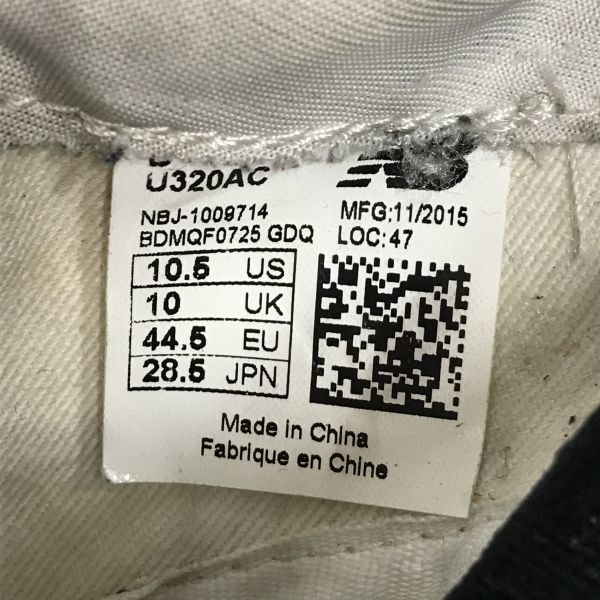 D
U320AC
NBJ-1009714
MFG:11/2015
BDMQF0725 GDQ
LOC:47
10.5 US
10 UK
44.5 EU
28.5 JPN
Made in China
Fabrique en Chine